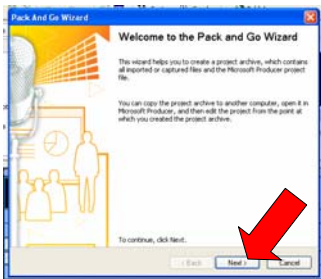 Pack And Go Wizard
Welcome to the Pack and Go Wizard
This wizard helps you to create a project archive, which contains
all imported or captured files and the Microsoft Producer project
file.
You can copy the project archive to another computer, open it in
Microsoft Producer, and then edit the project from the point at
which you created the project archive.
To continue, click Next.
< Back Next > Cancel